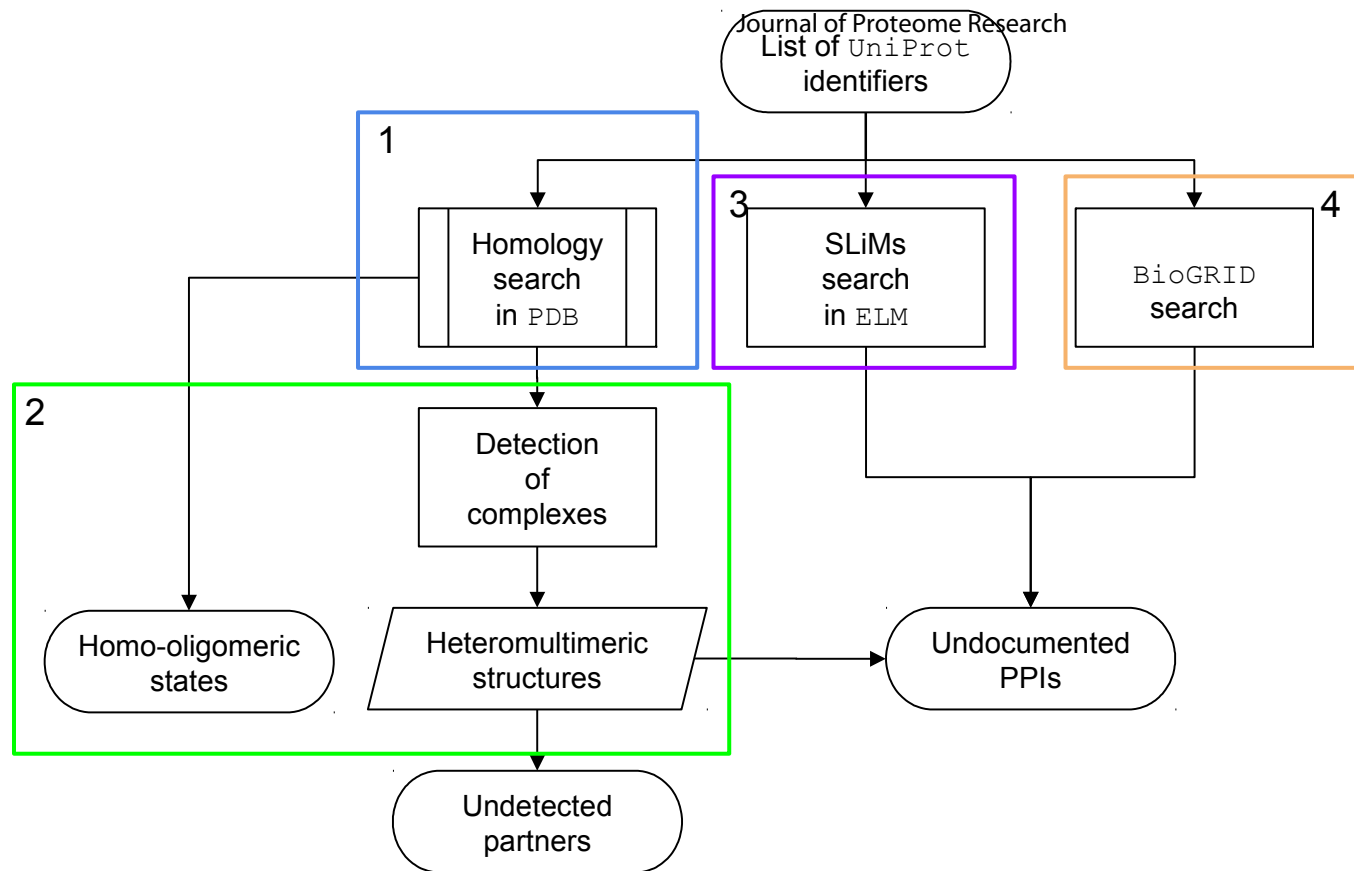 Journal of Proteome Research
List of UniProt
identifiers
1
Homology
search
in PDB
3
SLiMs
search
in ELM
4
BioGRID
search
2
Detection
of
complexes
Homo-oligomeric
states
Heteromultimeric
structures
Undocumented
PPIs
Undetected
partners